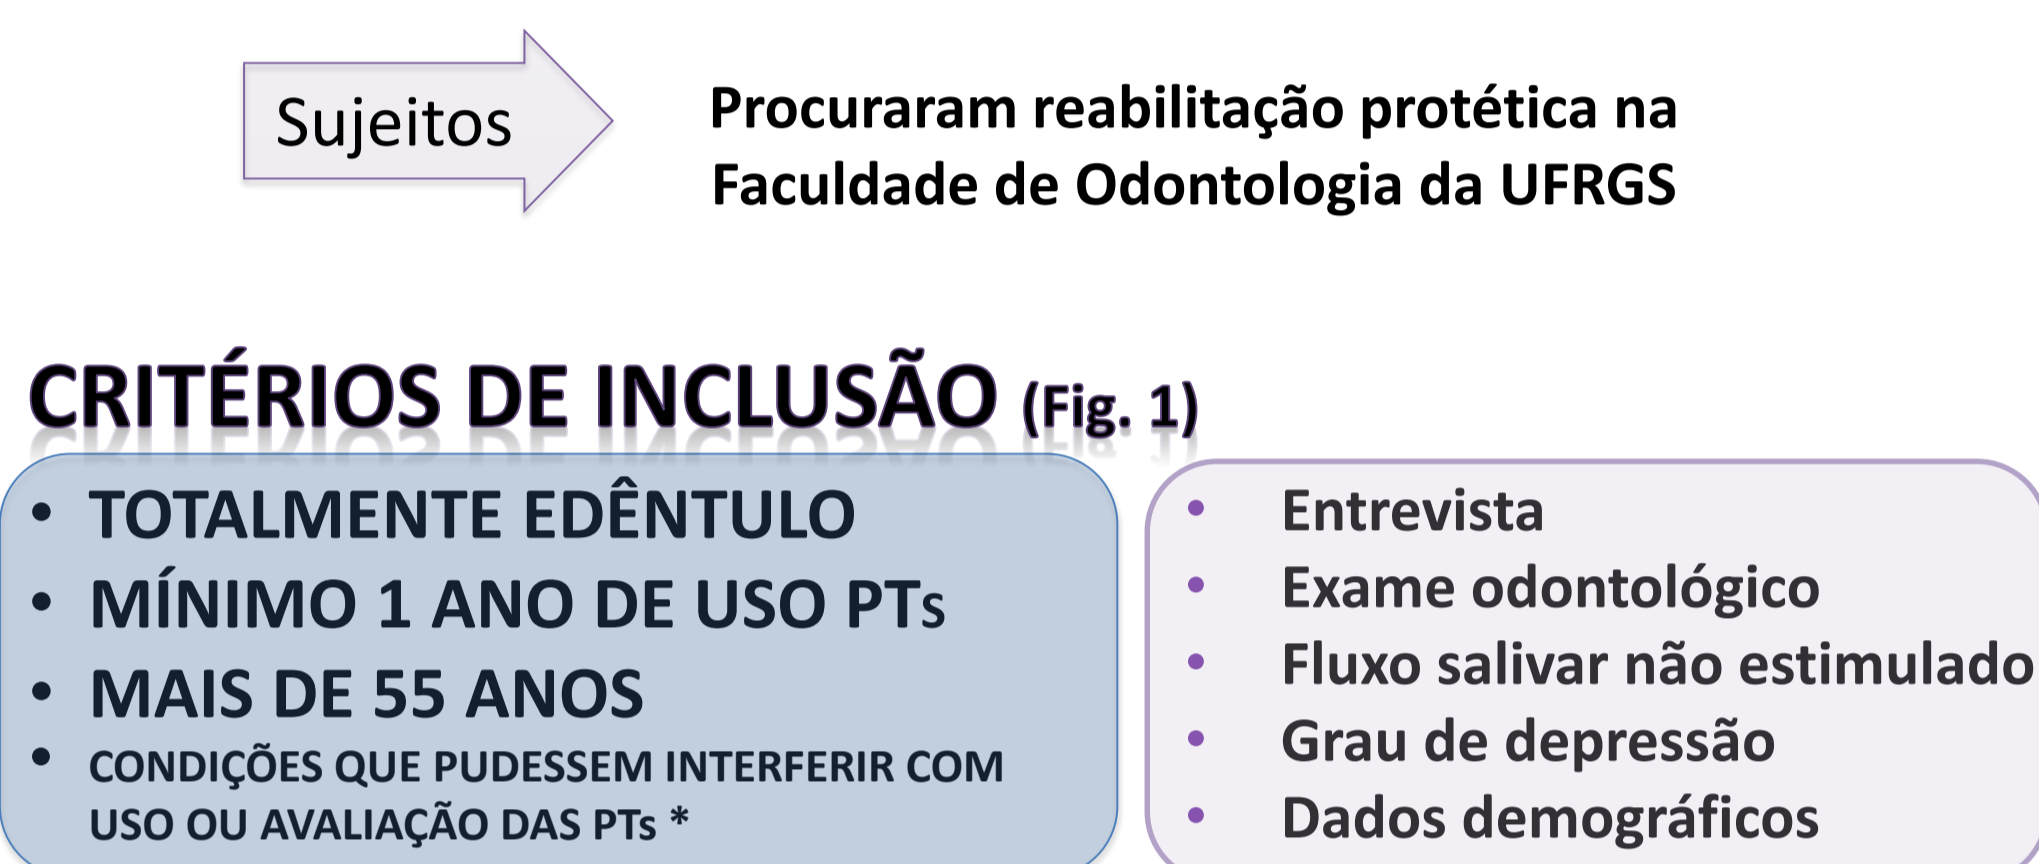 Sujeitos
Procuraram reabilitação protética na
Faculdade de Odontologia da UFRGS
CRITÉRIOS DE INCLUSÃO (Fig. 1)
• TOTALMENTE EDÊNTULO
• MÍNIMO 1 ANO DE USO PTs
• MAIS DE 55 ANOS
• CONDIÇÕES QUE PUDESSEM INTERFERIR COM
USO OU AVALIAÇÃO DAS PTs *
• Entrevista
• Exame odontológico
• Fluxo salivar não estimulado
• Grau de depressão
• Dados demográficos